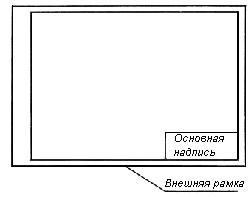 Основная
надпись
Внешняя рамка